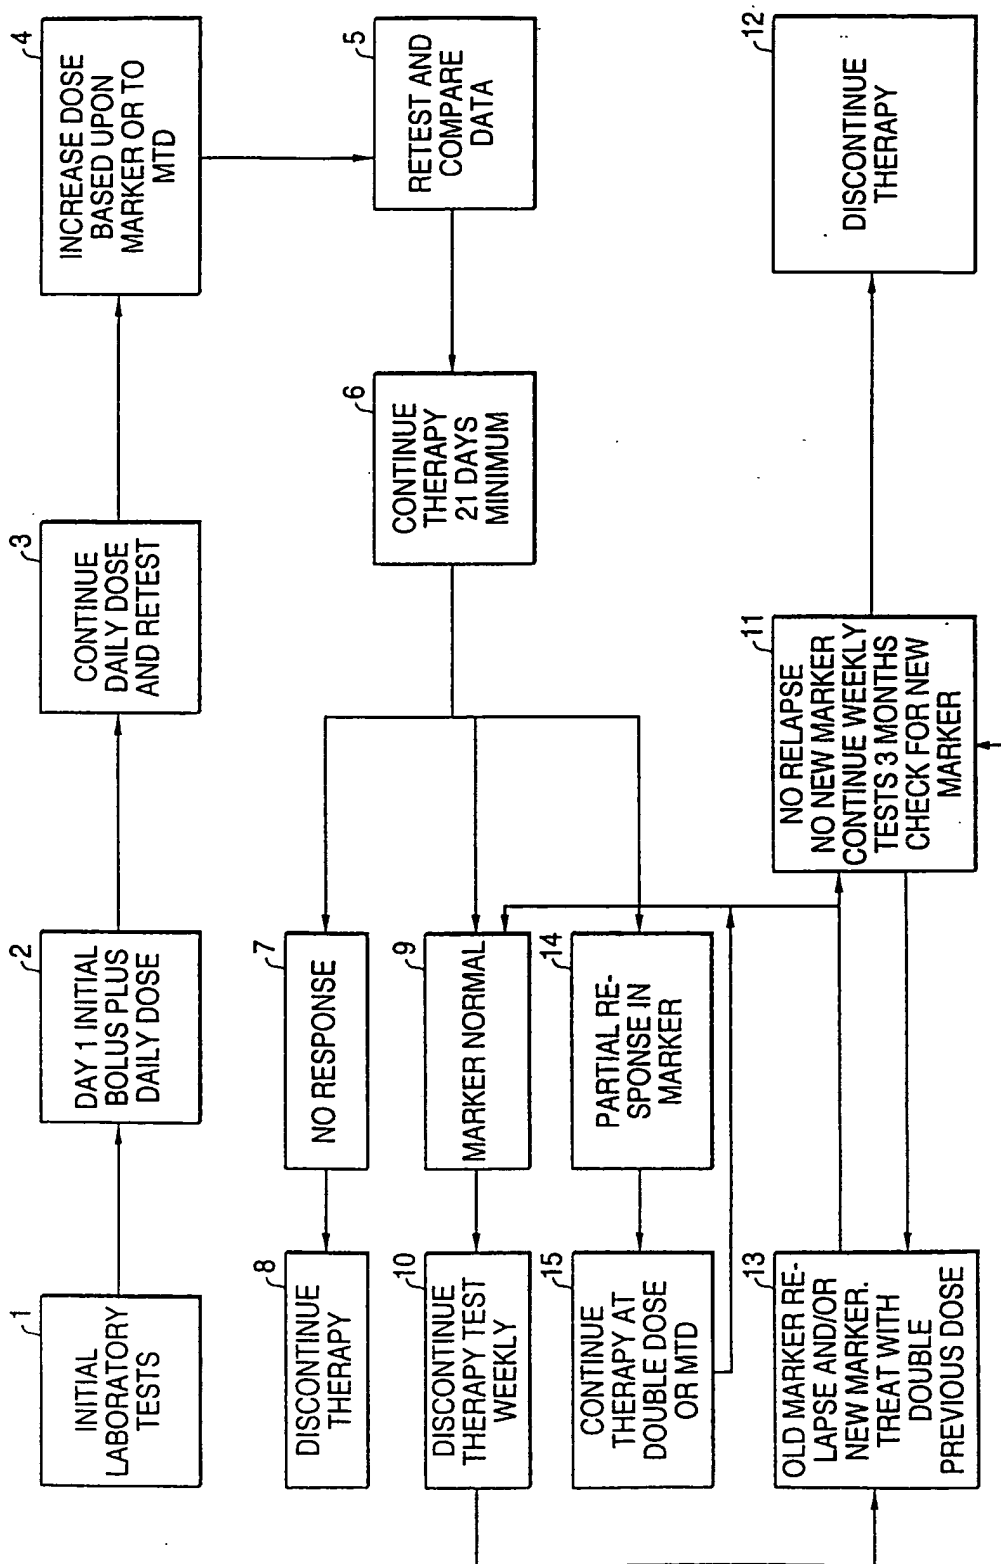 1
INITIAL
LABORATORY
TESTS
2
DAY 1 INITIAL
BOLUS PLUS
DAILY DOSE
3
CONTINUE
DAILY DOSE
AND RETEST
4
INCREASE DOSE
BASED UPON
MARKER OR TO
MTD
5
RETEST AND
COMPARE
DATA
6
CONTINUE
THERAPY
21 DAYS
MINIMUM
7
NO RESPONSE
8
DISCONTINUE
THERAPY
9
MARKER NORMAL
10
DISCONTINUE
THERAPY TEST
WEEKLY
14
PARTIAL RE-
SPONSE IN
MARKER
15
CONTINUE
THERAPY AT
DOUBLE DOSE
OR MTD
13
OLD MARKER RE-
LAPSE AND/OR
NEW MARKER.
TREAT WITH
DOUBLE
PREVIOUS DOSE
11
NO RELAPSE
NO NEW MARKER
CONTINUE WEEKLY
TESTS 3 MONTHS
CHECK FOR NEW
MARKER
12
DISCONTINUE
THERAPY